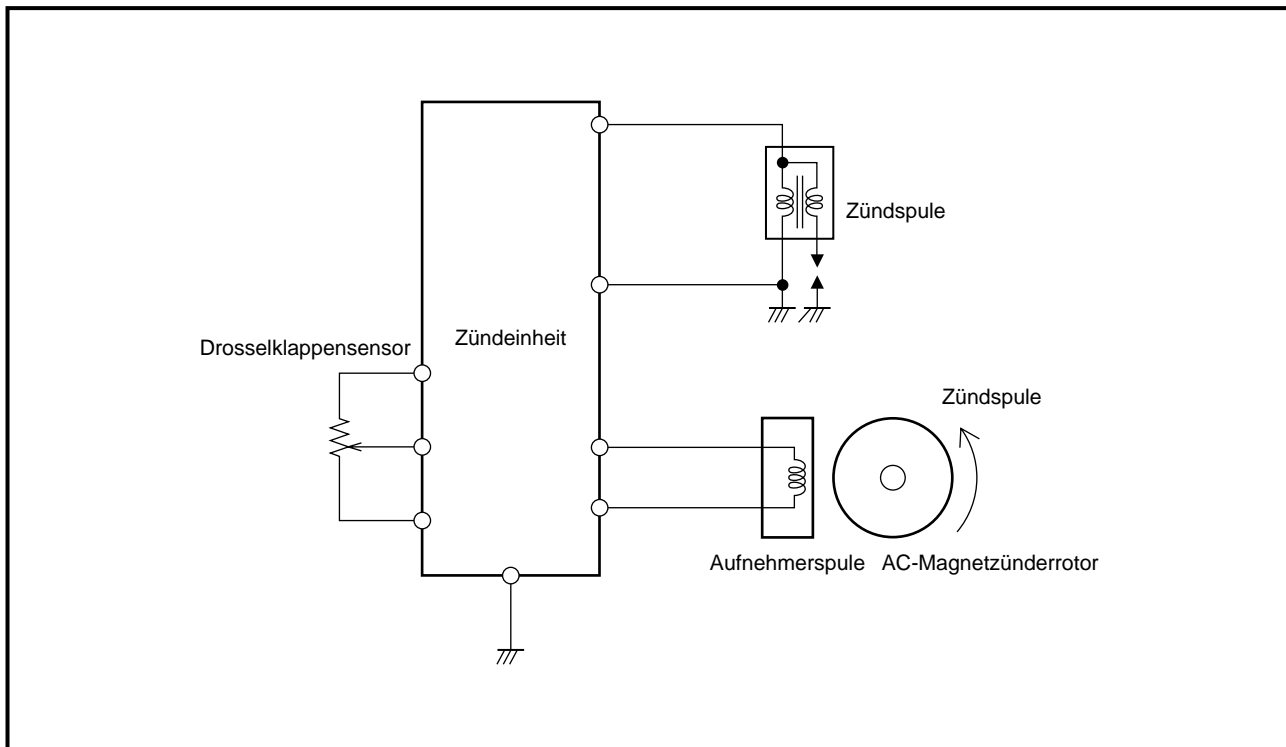 Zündspule
Zündeinheit
Drosselklappensensor
Zündspule
Aufnehmerspule
AC-Magnetzünderrotor